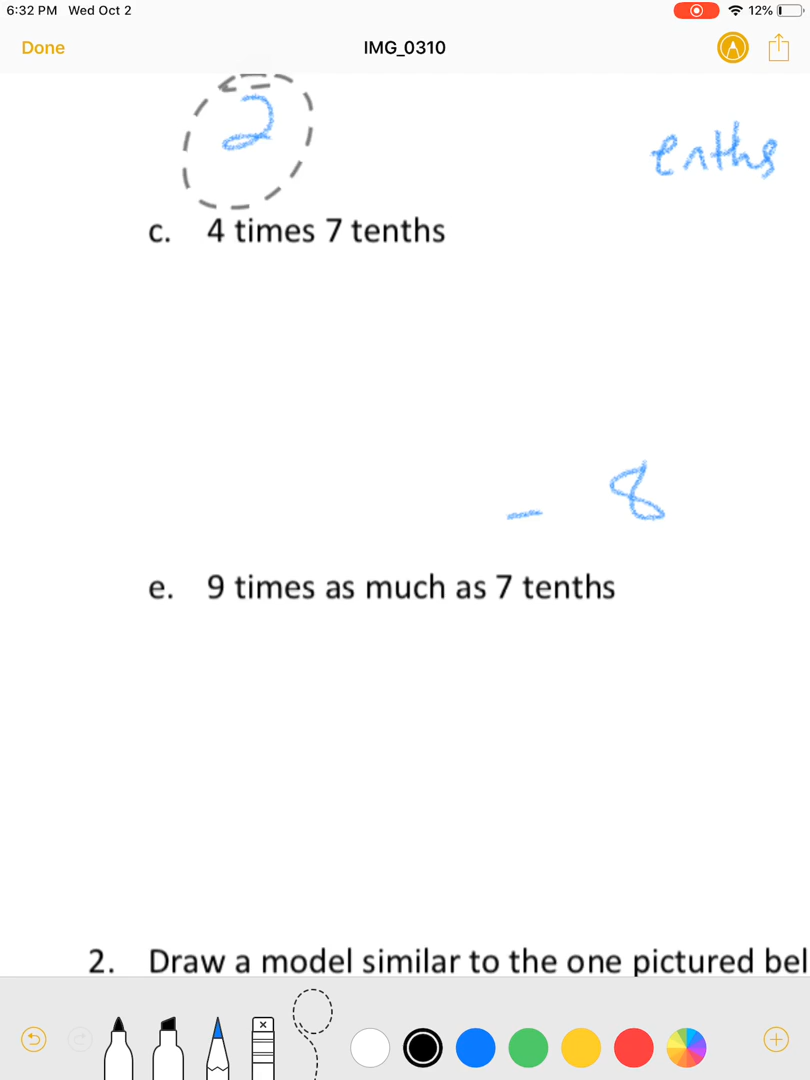 6:32 PM Wed Oct 2
12%
Done
IMG_0310
2
enths
c. 4 times 7 tenths
- 8
e. 9 times as much as 7 tenths
2. Draw a model similar to the one pictured bel